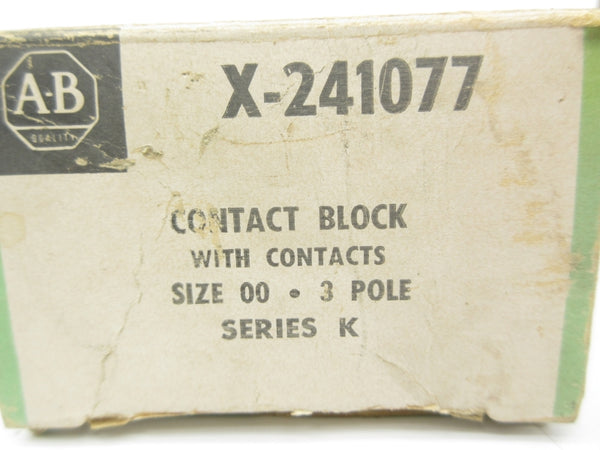 A-B
QUALITY
X-241077
CONTACT BLOCK
WITH CONTACTS
SIZE 00 • 3 POLE
SERIES K